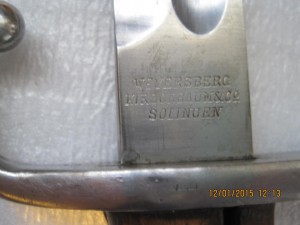 WEYERSBERG
KIRSCHBAUM & Co
SOLINGEN
12/01/2015 12:13